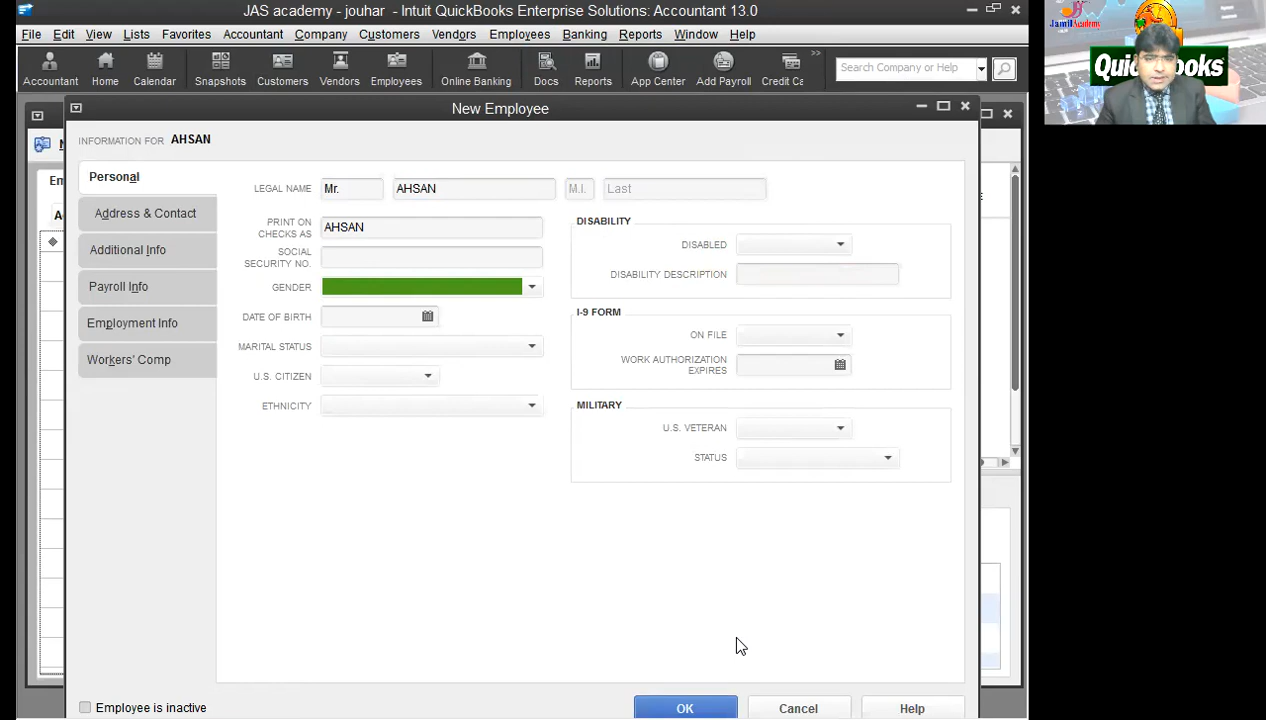 JAS academy - jouhar - Intuit QuickBooks Enterprise Solutions: Accountant 13.0
File Edit View Lists Favorites Accountant Company Customers Vendors Employees Banking Reports Window Help
Accountant Home Calendar Snapshots Customers Vendors Employees Online Banking Docs Reports App Center Add Payroll Credit Ca
Search Company or Help
New Employee
INFORMATION FOR AHSAN
Personal
Address & Contact
Additional Info
Payroll Info
Employment Info
Workers' Comp
LEGAL NAME Mr. AHSAN M.I. Last
PRINT ON
CHECKS AS AHSAN
SOCIAL
SECURITY NO.
GENDER
DATE OF BIRTH
MARITAL STATUS
U.S. CITIZEN
ETHNICITY
DISABILITY
DISABLED
DISABILITY DESCRIPTION
I-9 FORM
ON FILE
WORK AUTHORIZATION
EXPIRES
MILITARY
U.S. VETERAN
STATUS
Employee is inactive
OK Cancel Help
Jamil Academy